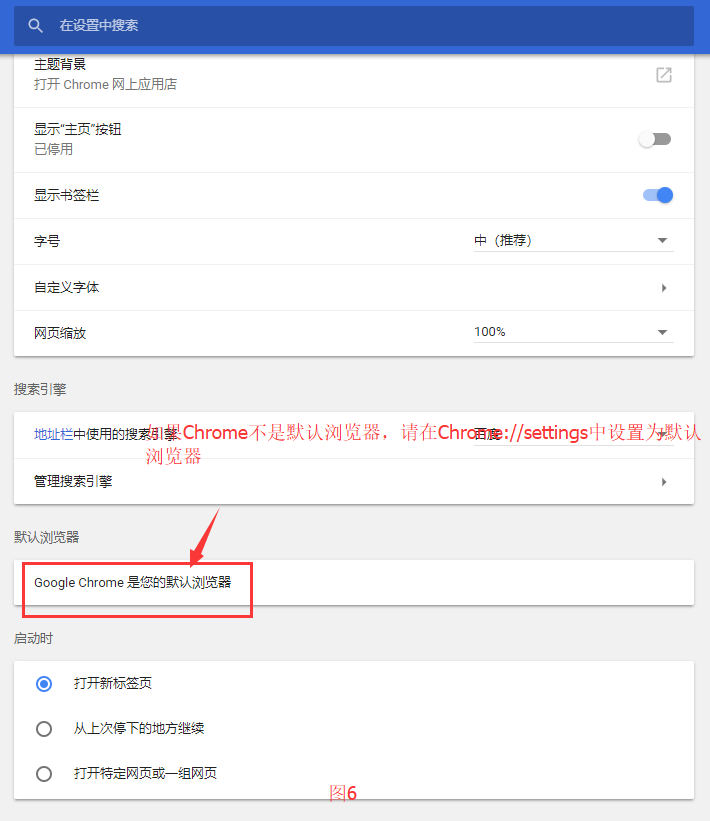 在设置中搜索
主题背景
打开 Chrome 网上应用店
显示“主页”按钮
已停用
显示书签栏
字号
中（推荐）
自定义字体
网页缩放
100%
搜索引擎
地址栏中使用的搜索引擎
百度
如果Chrome不是默认浏览器，请在Chrome://settings中设置为默认
浏览器
管理搜索引擎
默认浏览器
Google Chrome 是您的默认浏览器
启动时
打开新标签页
从上次停下的地方继续
打开特定网页或一组网页
图6